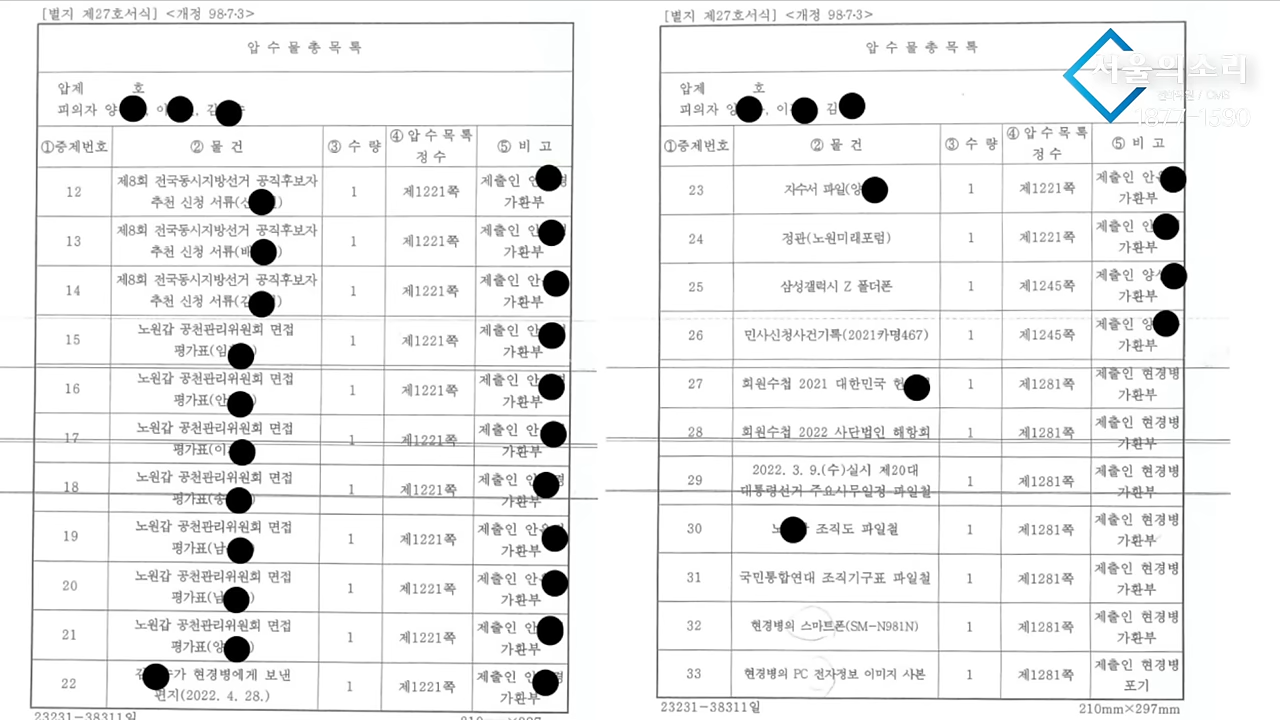 [별지 제27호서식] <개정 98·7·3>
압 수 물 총 목 록
압제 호
피의자 양 , 이 , 김
①증제번호 ② 물 건 ③ 수 량 ④ 압 수 목 록 정 수 ⑤ 비 고
12 제8회 전국동시지방선거 공직후보자 1 제1221쪽 제출인 안
추천 신청 서류( ) 가환부
13 제8회 전국동시지방선거 공직후보자 1 제1221쪽 제출인 안
추천 신청 서류(배 ) 가환부
14 제8회 전국동시지방선거 공직후보자 1 제1221쪽 제출인 안
추천 신청 서류(김 ) 가환부
15 노원갑 공천관리위원회 면접 1 제1221쪽 제출인 안
평가표(임 ) 가환부
16 노원갑 공천관리위원회 면접 1 제1221쪽 제출인 안
평가표(안 ) 가환부
17 노원갑 공천관리위원회 면접 1 제1221쪽 제출인 안
평가표(이 ) 가환부
18 노원갑 공천관리위원회 면접 1 제1221쪽 제출인 안
평가표(송 ) 가환부
19 노원갑 공천관리위원회 면접 1 제1221쪽 제출인 안
평가표(남 ) 가환부
20 노원갑 공천관리위원회 면접 1 제1221쪽 제출인 안
평가표(남 ) 가환부
21 노원갑 공천관리위원회 면접 1 제1221쪽 제출인 안
평가표(양 ) 가환부
22 김 가 현경병에게 보낸 1 제1221쪽 제출인 안
편지(2022. 4. 28.) 가환부
23231-38311일
210mm×297
[별지 제27호서식] <개정 98·7·3>
압 수 물 총 목 록
압제 호
피의자 양 , 이 , 김
①증제번호 ② 물 건 ③ 수 량 ④ 압 수 목 록 정 수 ⑤ 비 고
23 자수서 파일(양 ) 1 제1221쪽 제출인 안
가환부
24 정관(노원미래포럼) 1 제1221쪽 제출인 안
가환부
25 삼성갤럭시 Z 폴더폰 1 제1245쪽 제출인 양
가환부
26 민사신청사건기록(2021카명467) 1 제1245쪽 제출인 양
가환부
27 회원수첩 2021 대한민국 헌 1 제1281쪽 제출인 현경병
가환부
28 회원수첩 2022 사단법인 해항회 1 제1281쪽 제출인 현경병
가환부
29 2022. 3. 9.(수)실시 제20대 1 제1281쪽 제출인 현경병
대통령선거 주요사무일정 파일철 가환부
30 노 조직도 파일철 1 제1281쪽 제출인 현경병
가환부
31 국민통합연대 조직기구표 파일철 1 제1281쪽 제출인 현경병
가환부
32 현경병의 스마트폰(SM-N981N) 1 제1281쪽 제출인 현경병
가환부
33 현경병의 PC 전자정보 이미지 사본 1 제1281쪽 제출인 현경병
포기
23231-38311일
210mm×297mm
서울의소리
1877-1590